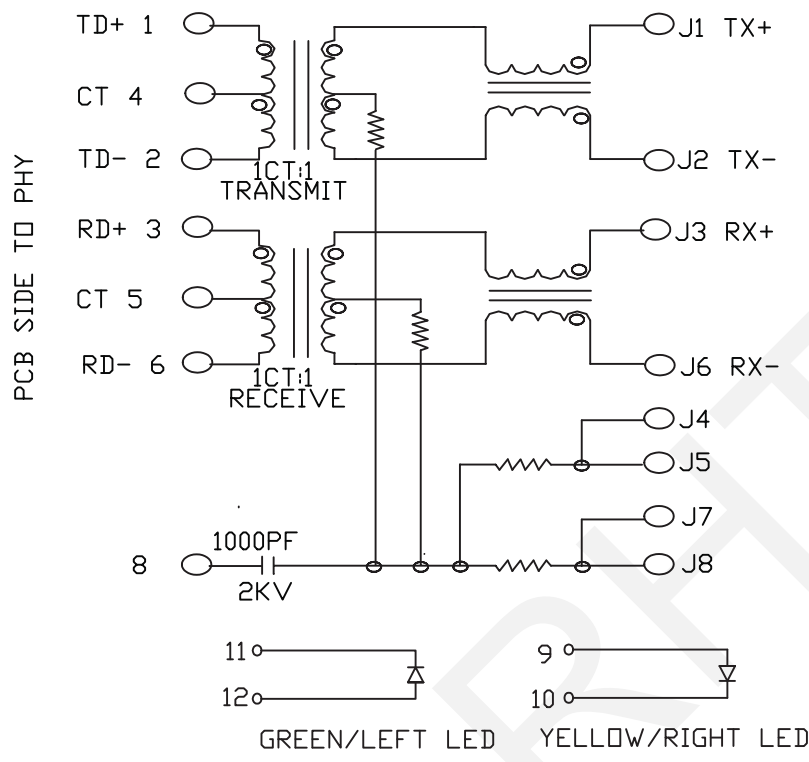 TD+ 1
J1 TX+
CT 4
TD- 2
J2 TX-
1CT:1
TRANSMIT
PCB SIDE TO PHY
RD+ 3
J3 RX+
CT 5
RD- 6
J6 RX-
1CT:1
RECEIVE
J4
J5
J7
1000PF
8
J8
2KV
11
9
12
10
GREEN/LEFT LED
YELLOW/RIGHT LED